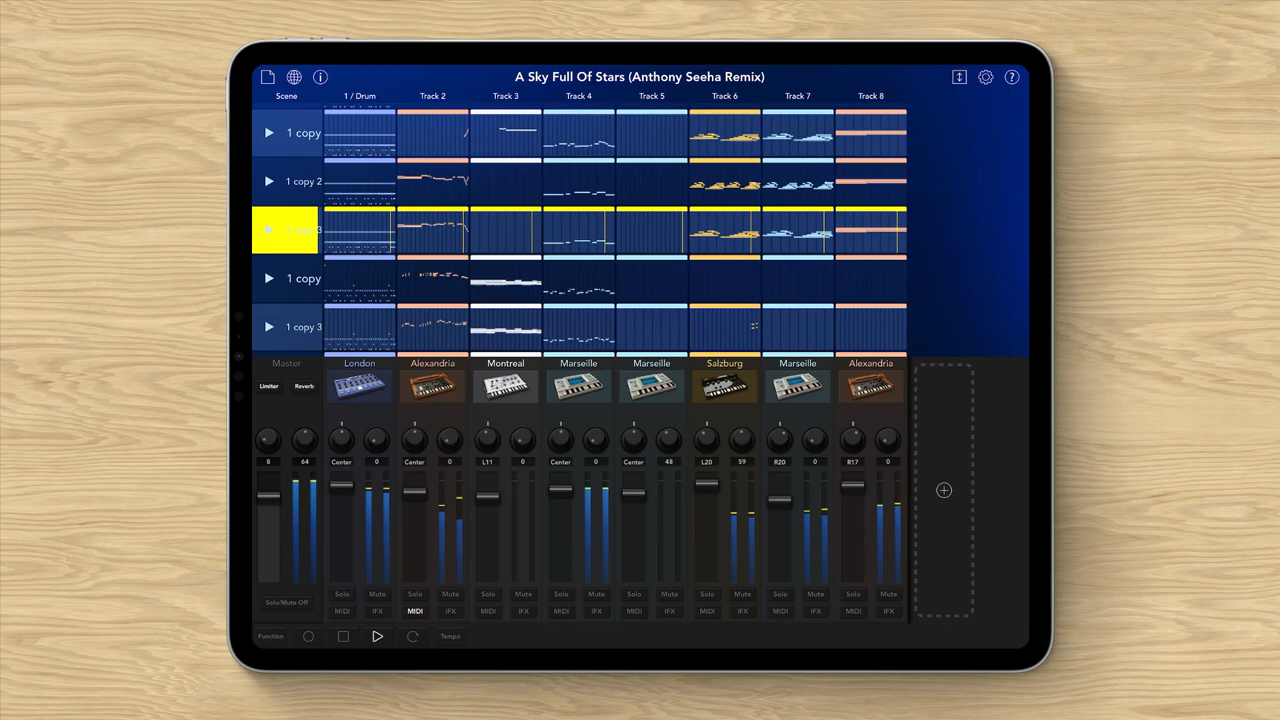 A Sky Full Of Stars (Anthony Seeha Remix)
Scene 1 / Drum Track 2 Track 3 Track 4 Track 5 Track 6 Track 7 Track 8
1 copy
1 copy 2
1 copy 3
1 copy
1 copy 3
Master London Alexandria Montreal Marseille Marseille Salzburg Marseille Alexandria
Limiter Reverb
8 64 Center 0 Center 0 L11 0 Center 0 Center 48 L20 59 R20 0 R17 0
Solo Mute Solo Mute Solo Mute Solo Mute Solo Mute Solo Mute Solo Mute Solo Mute
Solo/Mute Off
MIDI IFX MIDI IFX MIDI IFX MIDI IFX MIDI IFX MIDI IFX MIDI IFX MIDI IFX
Function Tempo